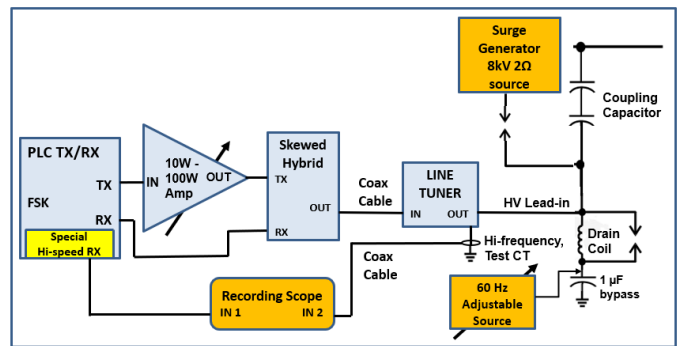 Surge
Generator
8kV 2Ω
source
Coupling
Capacitor
PLC TX/RX
TX
FSK
RX
Special
Hi-speed RX
10W -
100W
Amp
IN
OUT
Skewed
Hybrid
TX
OUT
RX
Coax
Cable
LINE
TUNER
IN
OUT
HV Lead-in
Drain
Coil
Hi-frequency,
Test CT
Coax
Cable
1 µF
bypass
60 Hz
Adjustable
Source
Recording Scope
IN 1
IN 2